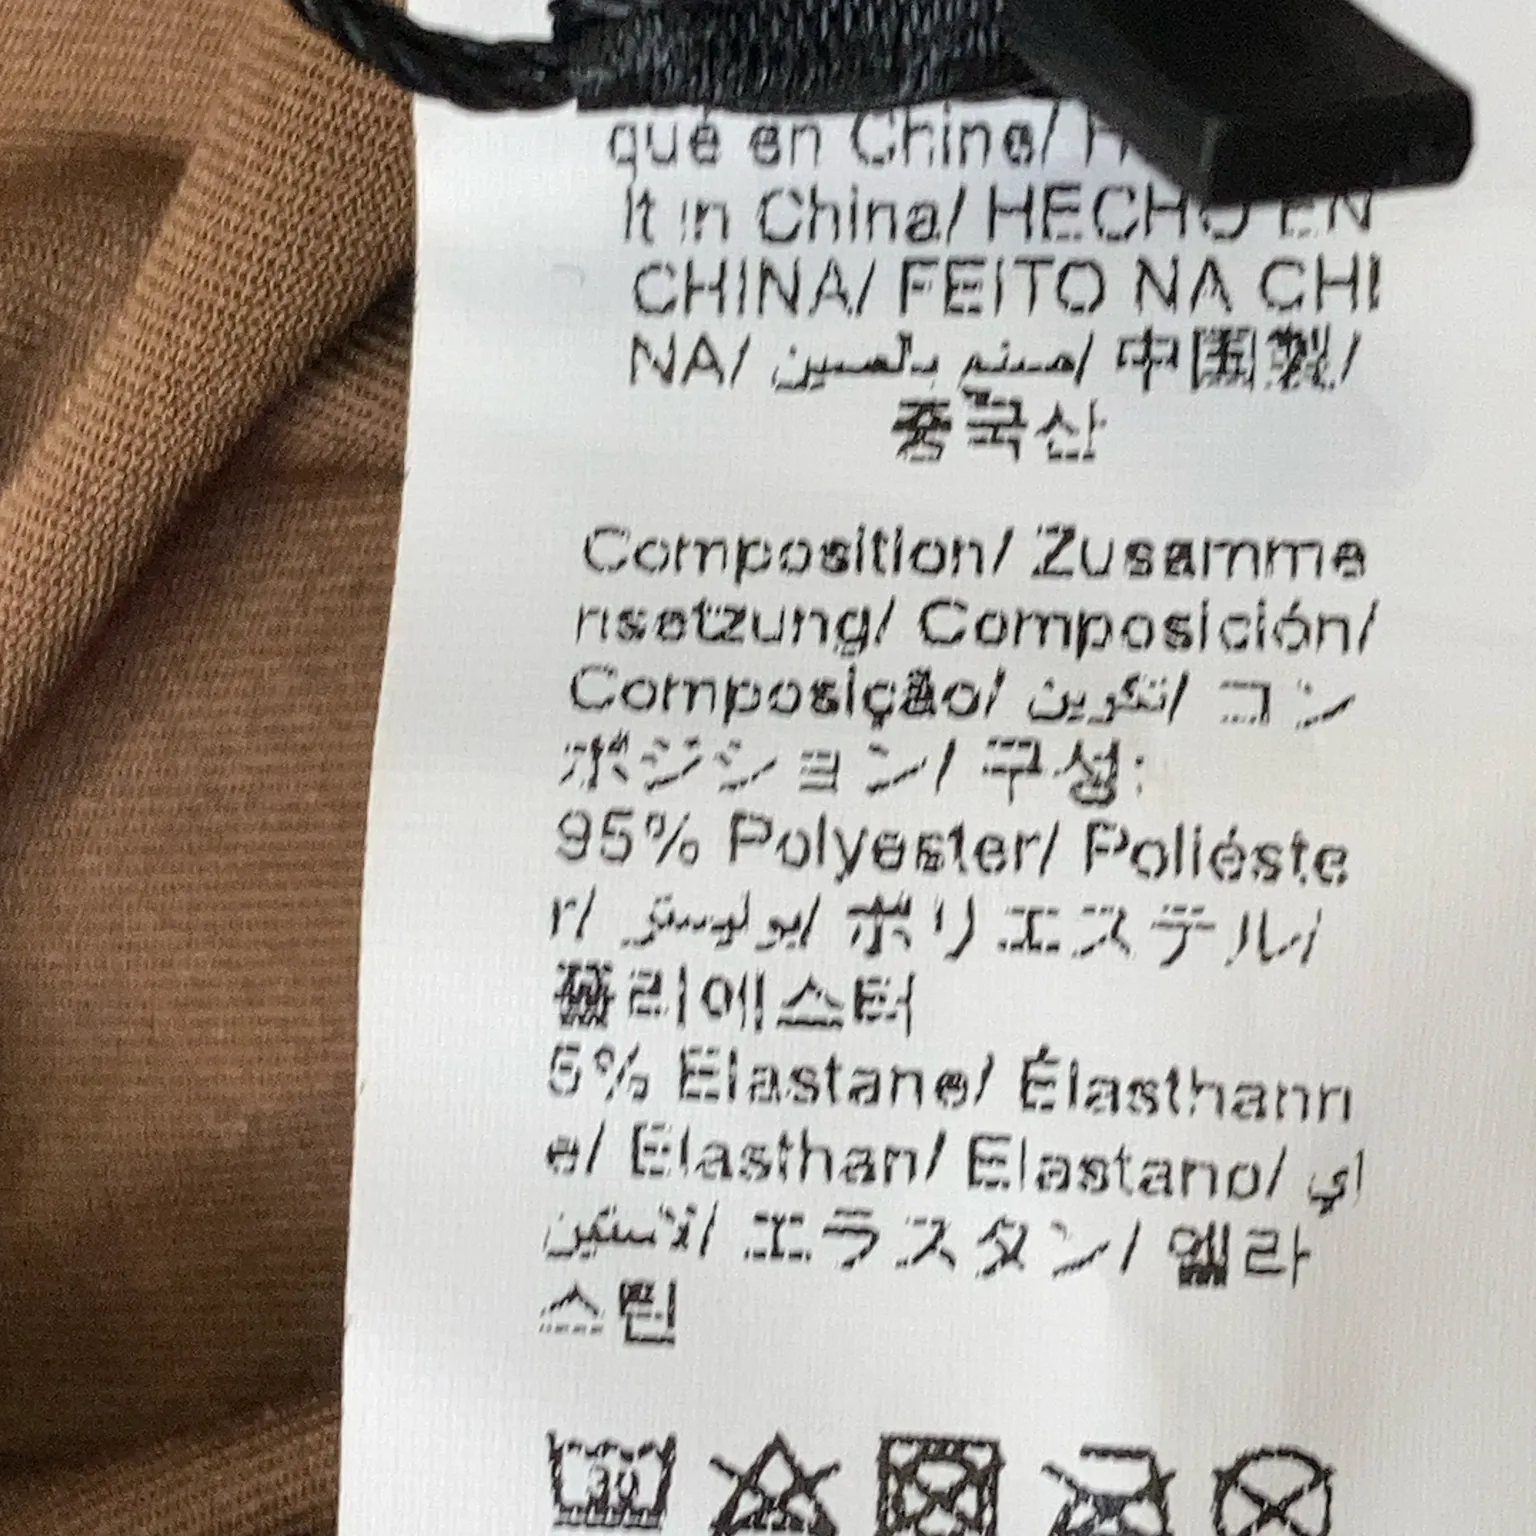 qué en Chine/ H
lt in China/ HECHO EN
CHINA/ FEITO NA CHI
NA/ صنع بالصين/ 中国製/
중국산
Composition/ Zusamme
nsetzung/ Composición/
Composição/ تكوين/ コン
ポジション/ 구성:
95% Polyester/ Poliéste
r/ بوليستر/ ポリエステル/
폴리에스터
5% Elastane/ Élasthann
e/ Elasthan/ Elastano/ اي
لاستين/ エラスタン/ 엘라
스틴
30